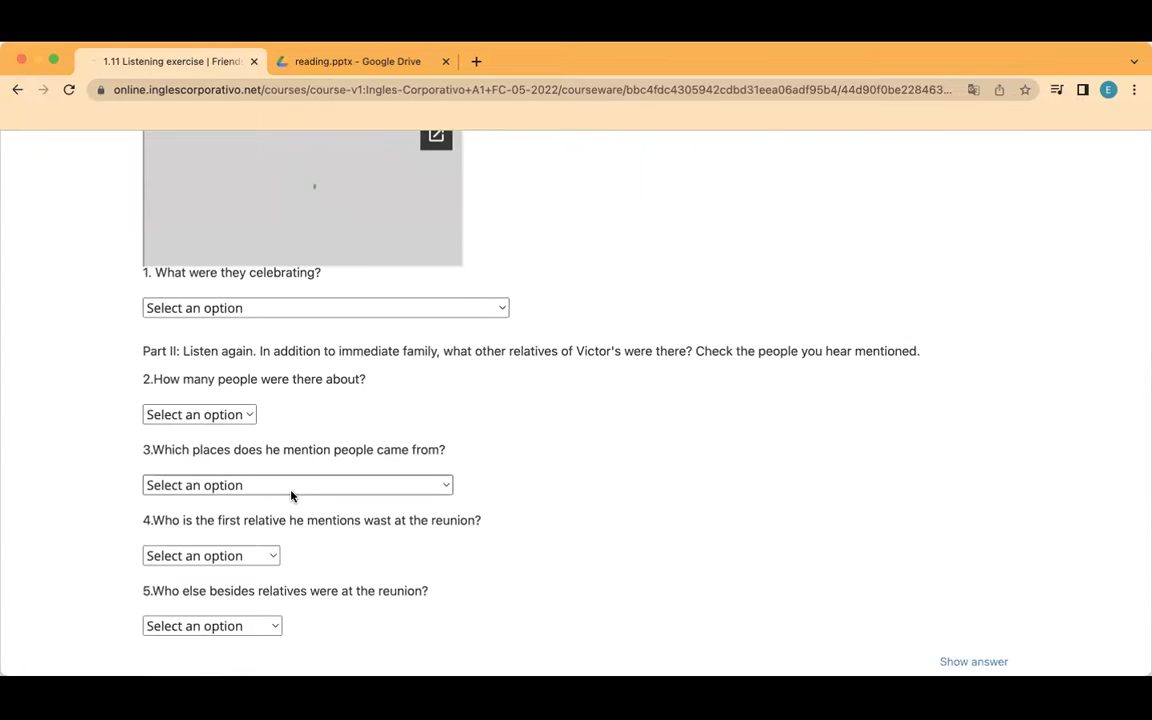 1.11 Listening exercise | Friend
reading.pptx - Google Drive
online.inglescorporativo.net/courses/course-v1:Ingles-Corporativo+A1+FC-05-2022/courseware/bbc4fdc4305942cdbd31eea06adf95b4/44d90f0be228463...
E
1. What were they celebrating?
Select an option
Part II: Listen again. In addition to immediate family, what other relatives of Victor's were there? Check the people you hear mentioned.
2.How many people were there about?
Select an option
3.Which places does he mention people came from?
Select an option
4.Who is the first relative he mentions wast at the reunion?
Select an option
5.Who else besides relatives were at the reunion?
Select an option
Show answer